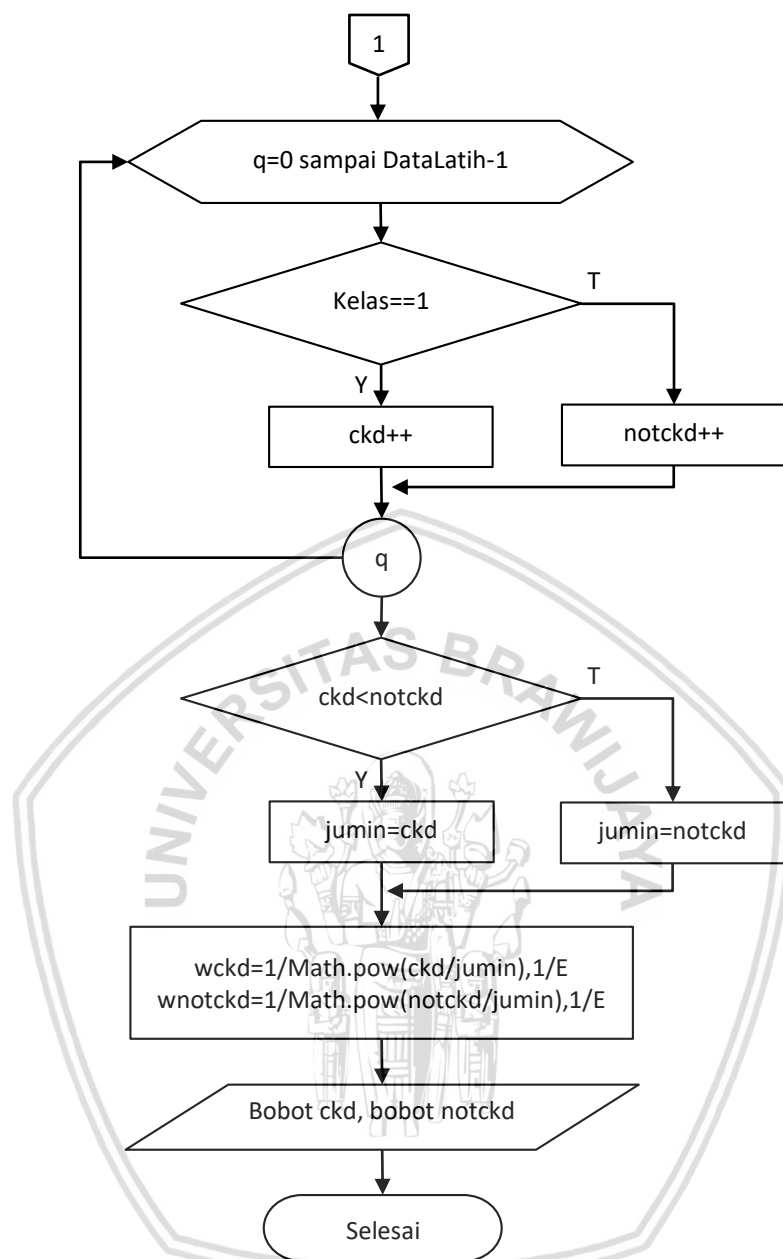 1
q=0 sampai DataLatih-1
Kelas==1
T
Y
ckd++
notckd++
q
UNIVERSITAS BRAWIJAYA
ckd<notckd
T
Y
jumin=ckd
jumin=notckd
wckd=1/Math.pow(ckd/jumin),1/E
wnotckd=1/Math.pow(notckd/jumin),1/E
Bobot ckd, bobot notckd
Selesai